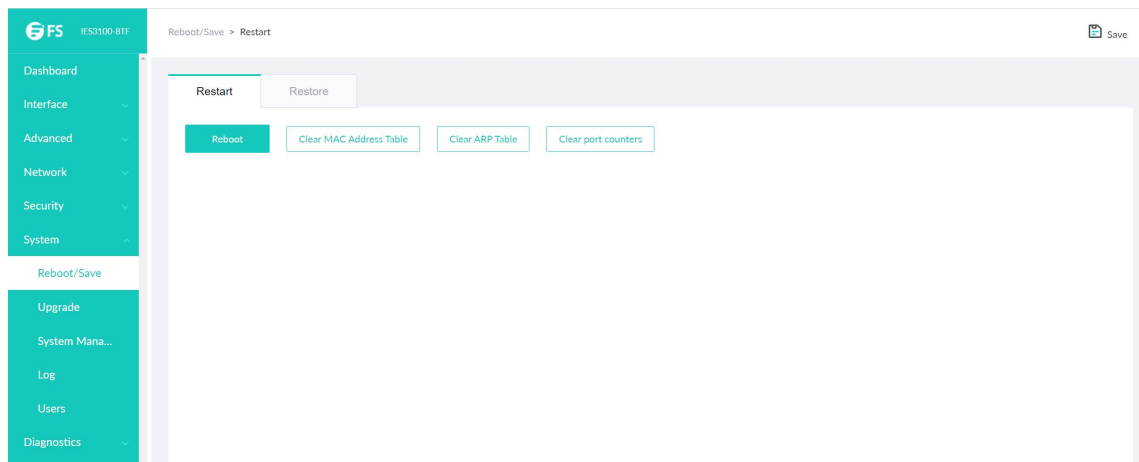 FS IES3100-8TF
Reboot/Save > Restart
Save
Dashboard
Interface
Advanced
Network
Security
System
Reboot/Save
Upgrade
System Mana...
Log
Users
Diagnostics
Restart Restore
Reboot Clear MAC Address Table Clear ARP Table Clear port counters